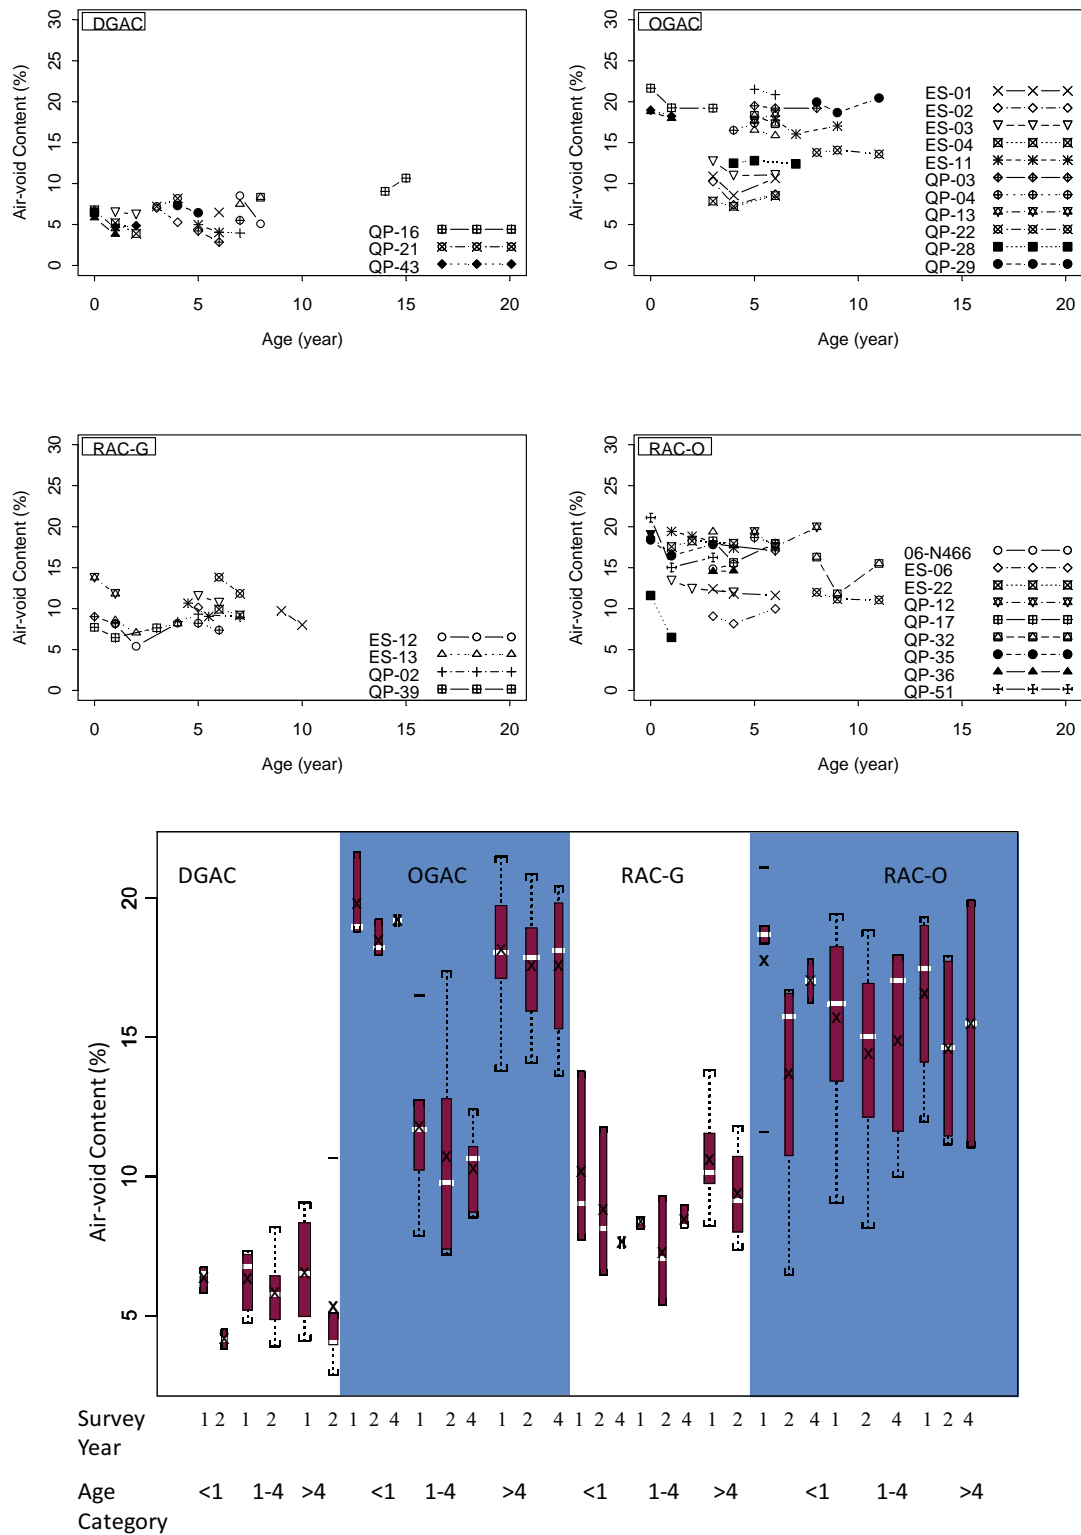 DGAC
Air-void Content (%)
0 5 10 15 20 25 30
QP-16
QP-21
QP-43
0 5 10 15 20
Age (year)
OGAC
Air-void Content (%)
0 5 10 15 20 25 30
ES-01
ES-02
ES-03
ES-04
ES-11
QP-03
QP-04
QP-13
QP-22
QP-28
QP-29
0 5 10 15 20
Age (year)
RAC-G
Air-void Content (%)
0 5 10 15 20 25 30
ES-12
ES-13
QP-02
QP-39
0 5 10 15 20
Age (year)
RAC-O
Air-void Content (%)
0 5 10 15 20 25 30
06-N466
ES-06
ES-22
QP-12
QP-17
QP-32
QP-35
QP-36
QP-51
0 5 10 15 20
Age (year)
DGAC OGAC RAC-G RAC-O
Air-void Content (%)
5 10 15 20
Survey Year
1 2 1 2 1 2 1 2 4 1 2 4 1 2 4 1 2 4 1 2 4 1 2 1 2 4 1 2 4 1 2 4
Age Category
<1 1-4 >4 <1 1-4 >4 <1 1-4 >4 <1 1-4 >4